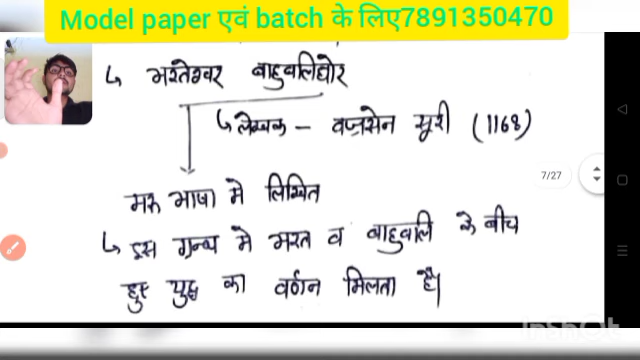 Model paper एवं batch के लिए7891350470
↳ भरतेश्वर बाहुबलिघोर
↳ लेखक - वज्रसेन सूरी (1168)
7/27
मरु भाषा मे लिखित
↳ इस ग्रन्थ मे भरत व बाहुबलि के बीच
हुए युद्ध का वर्णन मिलता है।
InShOt